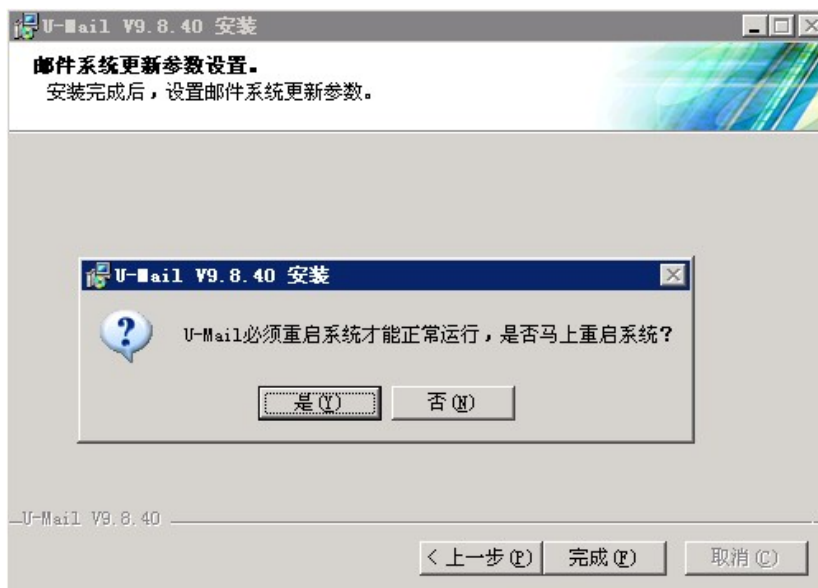 U-Mail V9.8.40 安装
邮件系统更新参数设置。
安装完成后，设置邮件系统更新参数。
U-Mail V9.8.40 安装
U-Mail必须重启系统才能正常运行，是否马上重启系统？
是(Y) 否(N)
U-Mail V9.8.40
< 上一步(P) 完成(F) 取消(C)